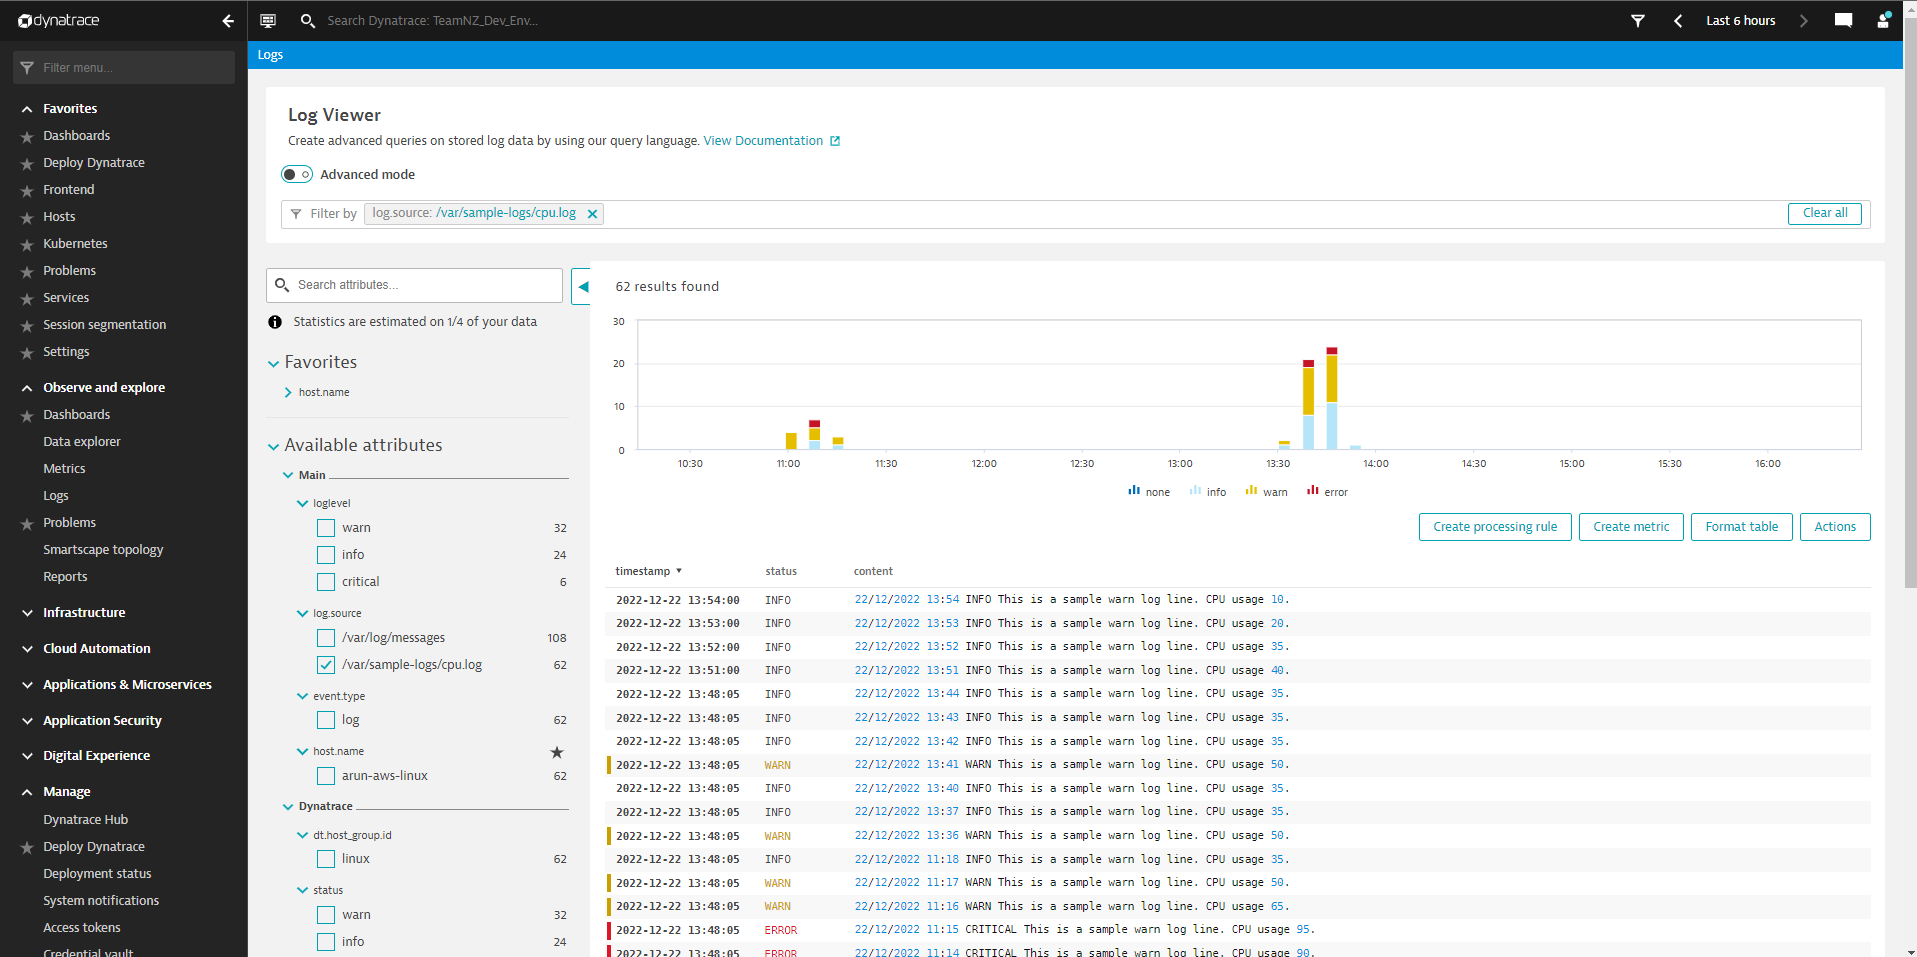 dynatrace
Search Dynatrace: TeamNZ_Dev_Env...
Last 6 hours
Filter menu...
Favorites
Dashboards
Deploy Dynatrace
Frontend
Hosts
Kubernetes
Problems
Services
Session segmentation
Settings
Observe and explore
Dashboards
Data explorer
Metrics
Logs
Problems
Smartscape topology
Reports
Infrastructure
Cloud Automation
Applications & Microservices
Application Security
Digital Experience
Manage
Dynatrace Hub
Deploy Dynatrace
Deployment status
System notifications
Access tokens
Credential vault
Logs
Log Viewer
Create advanced queries on stored log data by using our query language. View Documentation
Advanced mode
Filter by log.source: /var/sample-logs/cpu.log
Clear all
Search attributes...
Statistics are estimated on 1/4 of your data
Favorites
host.name
Available attributes
Main
loglevel
warn 32
info 24
critical 6
log.source
/var/log/messages 108
/var/sample-logs/cpu.log 62
event.type
log 62
host.name
arun-aws-linux 62
Dynatrace
dt.host_group.id
linux 62
status
warn 32
info 24
62 results found
30
20
10
0
10:30 11:00 11:30 12:00 12:30 13:00 13:30 14:00 14:30 15:00 15:30 16:00
none info warn error
Create processing rule Create metric Format table Actions
timestamp status content
2022-12-22 13:54:00 INFO 22/12/2022 13:54 INFO This is a sample warn log line. CPU usage 10.
2022-12-22 13:53:00 INFO 22/12/2022 13:53 INFO This is a sample warn log line. CPU usage 20.
2022-12-22 13:52:00 INFO 22/12/2022 13:52 INFO This is a sample warn log line. CPU usage 35.
2022-12-22 13:51:00 INFO 22/12/2022 13:51 INFO This is a sample warn log line. CPU usage 40.
2022-12-22 13:48:05 INFO 22/12/2022 13:44 INFO This is a sample warn log line. CPU usage 35.
2022-12-22 13:48:05 INFO 22/12/2022 13:43 INFO This is a sample warn log line. CPU usage 35.
2022-12-22 13:48:05 INFO 22/12/2022 13:42 INFO This is a sample warn log line. CPU usage 35.
2022-12-22 13:48:05 WARN 22/12/2022 13:41 WARN This is a sample warn log line. CPU usage 50.
2022-12-22 13:48:05 INFO 22/12/2022 13:40 INFO This is a sample warn log line. CPU usage 35.
2022-12-22 13:48:05 INFO 22/12/2022 13:37 INFO This is a sample warn log line. CPU usage 35.
2022-12-22 13:48:05 WARN 22/12/2022 13:36 WARN This is a sample warn log line. CPU usage 50.
2022-12-22 13:48:05 INFO 22/12/2022 11:18 INFO This is a sample warn log line. CPU usage 35.
2022-12-22 13:48:05 WARN 22/12/2022 11:17 WARN This is a sample warn log line. CPU usage 50.
2022-12-22 13:48:05 WARN 22/12/2022 11:16 WARN This is a sample warn log line. CPU usage 65.
2022-12-22 13:48:05 ERROR 22/12/2022 11:15 CRITICAL This is a sample warn log line. CPU usage 95.
2022-12-22 13:48:05 ERROR 22/12/2022 11:14 CRITICAL This is a sample warn log line. CPU usage 90.